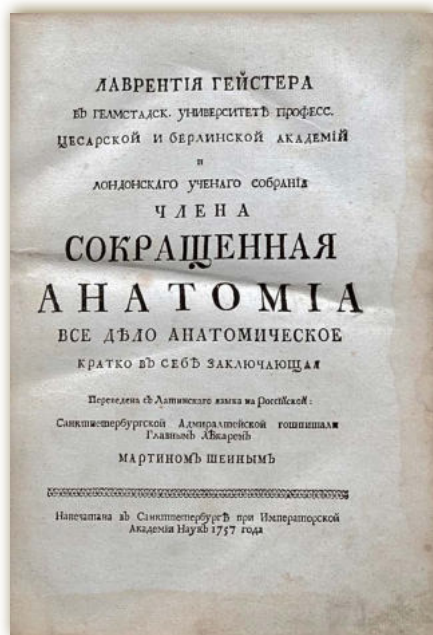 ЛАВРЕНТІЯ ГЕЙСТЕРА
ВЪ ГЕЛМСТАДСК. УНИВЕРСИТЕТѢ ПРОФЕСС.
ЦЕСАРСКОЙ И БЕРЛИНСКОЙ АКАДЕМІЙ
И
ЛОНДОНСКАГО УЧЕНАГО СОБРАНІЯ
ЧЛЕНА
СОКРАЩЕННАЯ
АНАТОМІА
ВСЕ ДѢЛО АНАТОМИЧЕСКОЕ
КРАТКО ВЪ СЕБѢ ЗАКЛЮЧАЮЩАЯ
Переведена съ Латинскаго языка на Россїйской:
Санктпетербургской Адмиралтейской гошпитали
Главнымъ Лѣкаремъ
МАРТИНОМЪ ШЕИНЫМЪ
Напечатана въ Санктпетербургѣ при Императорской
Академіи Наукъ 1757 года